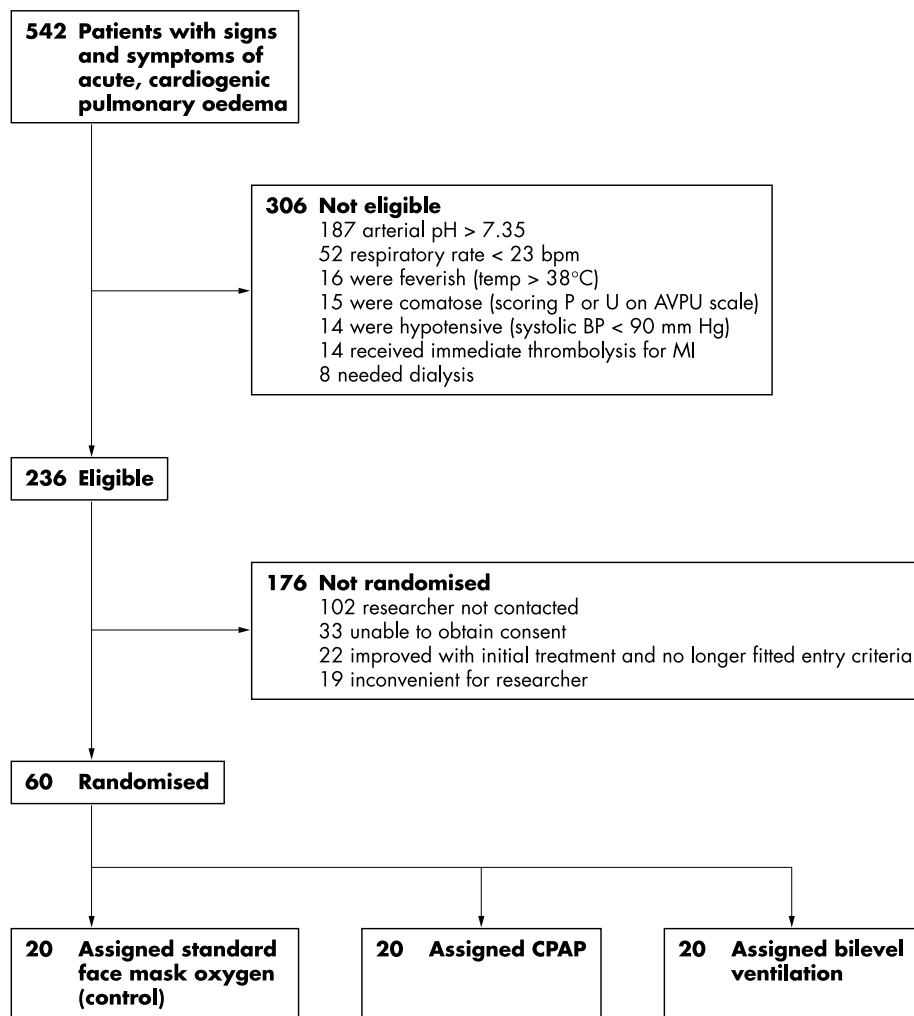 542 Patients with signs
and symptoms of
acute, cardiogenic
pulmonary oedema
306 Not eligible
187 arterial pH > 7.35
52 respiratory rate < 23 bpm
16 were feverish (temp > 38°C)
15 were comatose (scoring P or U on AVPU scale)
14 were hypotensive (systolic BP < 90 mm Hg)
14 received immediate thrombolysis for MI
8 needed dialysis
236 Eligible
176 Not randomised
102 researcher not contacted
33 unable to obtain consent
22 improved with initial treatment and no longer fitted entry criteria
19 inconvenient for researcher
60 Randomised
20 Assigned standard
face mask oxygen
(control)
20 Assigned CPAP
20 Assigned bilevel
ventilation